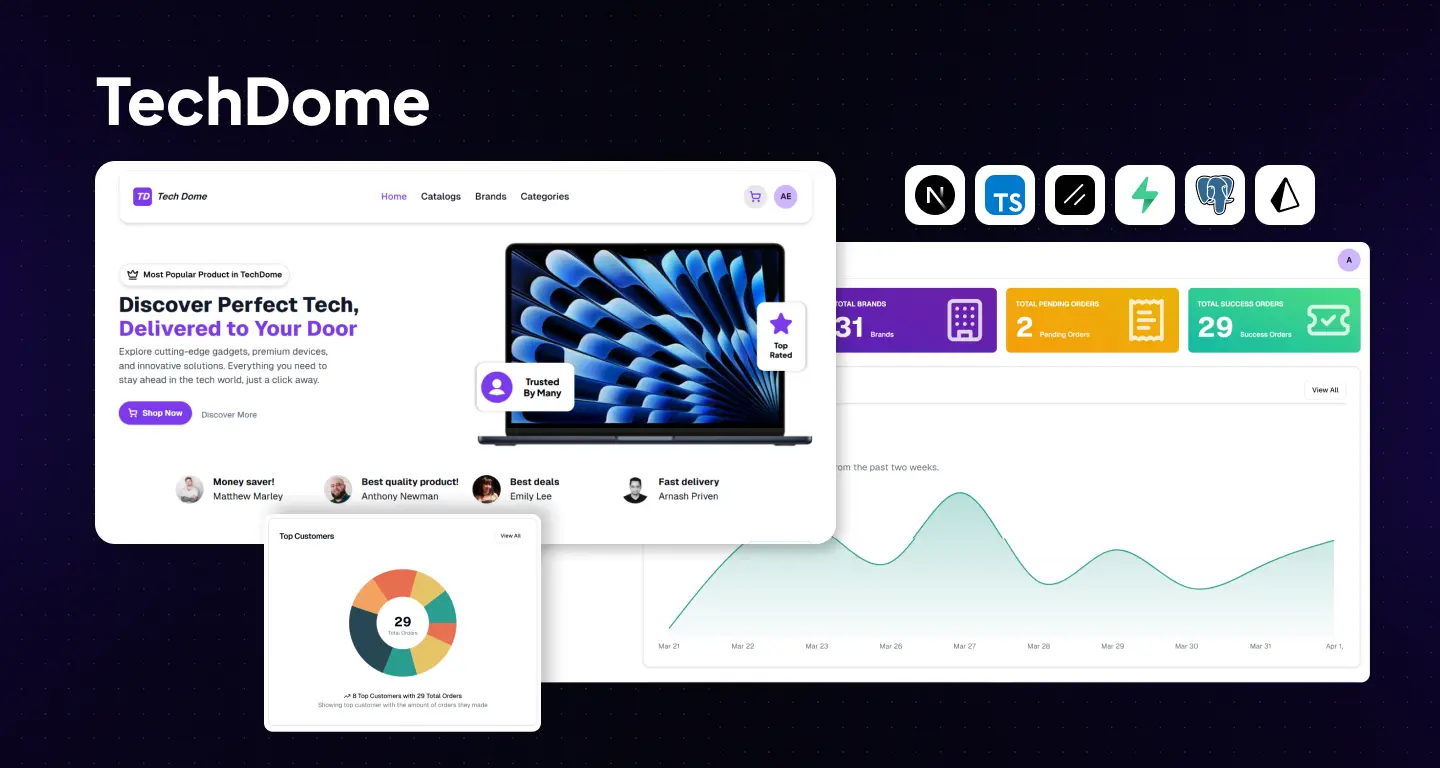 TechDome
TD Tech Dome
Home Catalogs Brands Categories
AE
Most Popular Product in TechDome
Discover Perfect Tech,
Delivered to Your Door
Explore cutting-edge gadgets, premium devices,
and innovative solutions. Everything you need to
stay ahead in the tech world, just a click away.
Shop Now Discover More
Top
Rated
Trusted
By Many
Money saver!
Matthew Marley
Best quality product!
Anthony Newman
Best deals
Emily Lee
Fast delivery
Arnash Priven
N
TS
A
TOTAL BRANDS
31 Brands
TOTAL PENDING ORDERS
2 Pending Orders
TOTAL SUCCESS ORDERS
29 Success Orders
View All
from the past two weeks.
Mar 21 Mar 22 Mar 23 Mar 26 Mar 27 Mar 28 Mar 29 Mar 30 Mar 31 Apr 1,
Top Customers
View All
29
Total Orders
8 Top Customers with 29 Total Orders
Showing top customer with the amount of orders they made